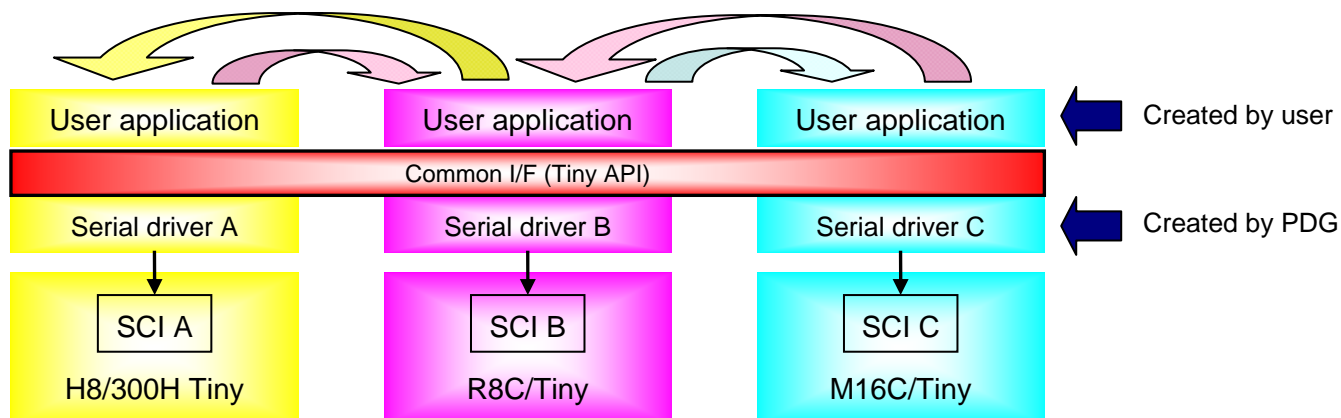 User application
User application
User application
Created by user
Common I/F (Tiny API)
Serial driver A
Serial driver B
Serial driver C
Created by PDG
SCI A
SCI B
SCI C
H8/300H Tiny
R8C/Tiny
M16C/Tiny